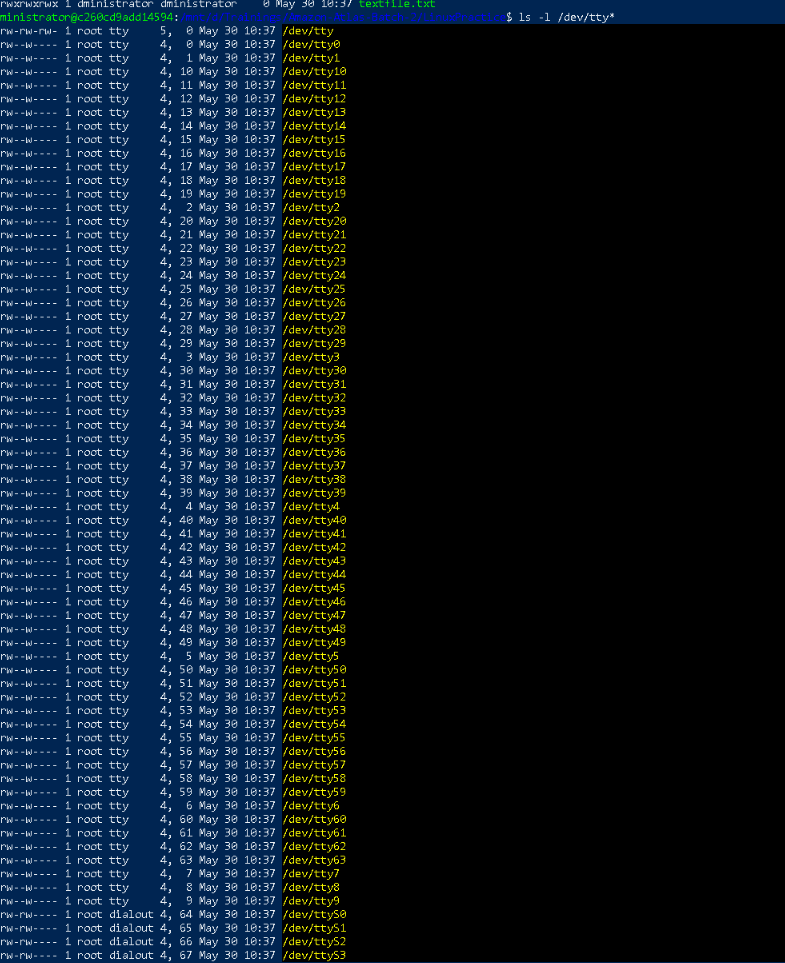 rwxrwxrwx 1 dministrator dministrator    0 May 30 10:37 textfile.txt
ministrator@c260cd9add14594: $ ls -l /dev/tty*
rw-rw-rw- 1 root tty     5,  0 May 30 10:37 /dev/tty
rw--w---- 1 root tty     4,  0 May 30 10:37 /dev/tty0
rw--w---- 1 root tty     4,  1 May 30 10:37 /dev/tty1
rw--w---- 1 root tty     4, 10 May 30 10:37 /dev/tty10
rw--w---- 1 root tty     4, 11 May 30 10:37 /dev/tty11
rw--w---- 1 root tty     4, 12 May 30 10:37 /dev/tty12
rw--w---- 1 root tty     4, 13 May 30 10:37 /dev/tty13
rw--w---- 1 root tty     4, 14 May 30 10:37 /dev/tty14
rw--w---- 1 root tty     4, 15 May 30 10:37 /dev/tty15
rw--w---- 1 root tty     4, 16 May 30 10:37 /dev/tty16
rw--w---- 1 root tty     4, 17 May 30 10:37 /dev/tty17
rw--w---- 1 root tty     4, 18 May 30 10:37 /dev/tty18
rw--w---- 1 root tty     4, 19 May 30 10:37 /dev/tty19
rw--w---- 1 root tty     4,  2 May 30 10:37 /dev/tty2
rw--w---- 1 root tty     4, 20 May 30 10:37 /dev/tty20
rw--w---- 1 root tty     4, 21 May 30 10:37 /dev/tty21
rw--w---- 1 root tty     4, 22 May 30 10:37 /dev/tty22
rw--w---- 1 root tty     4, 23 May 30 10:37 /dev/tty23
rw--w---- 1 root tty     4, 24 May 30 10:37 /dev/tty24
rw--w---- 1 root tty     4, 25 May 30 10:37 /dev/tty25
rw--w---- 1 root tty     4, 26 May 30 10:37 /dev/tty26
rw--w---- 1 root tty     4, 27 May 30 10:37 /dev/tty27
rw--w---- 1 root tty     4, 28 May 30 10:37 /dev/tty28
rw--w---- 1 root tty     4, 29 May 30 10:37 /dev/tty29
rw--w---- 1 root tty     4,  3 May 30 10:37 /dev/tty3
rw--w---- 1 root tty     4, 30 May 30 10:37 /dev/tty30
rw--w---- 1 root tty     4, 31 May 30 10:37 /dev/tty31
rw--w---- 1 root tty     4, 32 May 30 10:37 /dev/tty32
rw--w---- 1 root tty     4, 33 May 30 10:37 /dev/tty33
rw--w---- 1 root tty     4, 34 May 30 10:37 /dev/tty34
rw--w---- 1 root tty     4, 35 May 30 10:37 /dev/tty35
rw--w---- 1 root tty     4, 36 May 30 10:37 /dev/tty36
rw--w---- 1 root tty     4, 37 May 30 10:37 /dev/tty37
rw--w---- 1 root tty     4, 38 May 30 10:37 /dev/tty38
rw--w---- 1 root tty     4, 39 May 30 10:37 /dev/tty39
rw--w---- 1 root tty     4,  4 May 30 10:37 /dev/tty4
rw--w---- 1 root tty     4, 40 May 30 10:37 /dev/tty40
rw--w---- 1 root tty     4, 41 May 30 10:37 /dev/tty41
rw--w---- 1 root tty     4, 42 May 30 10:37 /dev/tty42
rw--w---- 1 root tty     4, 43 May 30 10:37 /dev/tty43
rw--w---- 1 root tty     4, 44 May 30 10:37 /dev/tty44
rw--w---- 1 root tty     4, 45 May 30 10:37 /dev/tty45
rw--w---- 1 root tty     4, 46 May 30 10:37 /dev/tty46
rw--w---- 1 root tty     4, 47 May 30 10:37 /dev/tty47
rw--w---- 1 root tty     4, 48 May 30 10:37 /dev/tty48
rw--w---- 1 root tty     4, 49 May 30 10:37 /dev/tty49
rw--w---- 1 root tty     4,  5 May 30 10:37 /dev/tty5
rw--w---- 1 root tty     4, 50 May 30 10:37 /dev/tty50
rw--w---- 1 root tty     4, 51 May 30 10:37 /dev/tty51
rw--w---- 1 root tty     4, 52 May 30 10:37 /dev/tty52
rw--w---- 1 root tty     4, 53 May 30 10:37 /dev/tty53
rw--w---- 1 root tty     4, 54 May 30 10:37 /dev/tty54
rw--w---- 1 root tty     4, 55 May 30 10:37 /dev/tty55
rw--w---- 1 root tty     4, 56 May 30 10:37 /dev/tty56
rw--w---- 1 root tty     4, 57 May 30 10:37 /dev/tty57
rw--w---- 1 root tty     4, 58 May 30 10:37 /dev/tty58
rw--w---- 1 root tty     4, 59 May 30 10:37 /dev/tty59
rw--w---- 1 root tty     4,  6 May 30 10:37 /dev/tty6
rw--w---- 1 root tty     4, 60 May 30 10:37 /dev/tty60
rw--w---- 1 root tty     4, 61 May 30 10:37 /dev/tty61
rw--w---- 1 root tty     4, 62 May 30 10:37 /dev/tty62
rw--w---- 1 root tty     4, 63 May 30 10:37 /dev/tty63
rw--w---- 1 root tty     4,  7 May 30 10:37 /dev/tty7
rw--w---- 1 root tty     4,  8 May 30 10:37 /dev/tty8
rw--w---- 1 root tty     4,  9 May 30 10:37 /dev/tty9
rw-rw---- 1 root dialout 4, 64 May 30 10:37 /dev/ttyS0
rw-rw---- 1 root dialout 4, 65 May 30 10:37 /dev/ttyS1
rw-rw---- 1 root dialout 4, 66 May 30 10:37 /dev/ttyS2
rw-rw---- 1 root dialout 4, 67 May 30 10:37 /dev/ttyS3